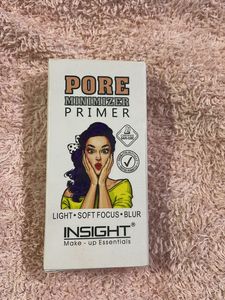 PORE
MINIMIZER
PRIMER
LIGHT • SOFT FOCUS • BLUR
INSIGHT®
Make - up Essentials